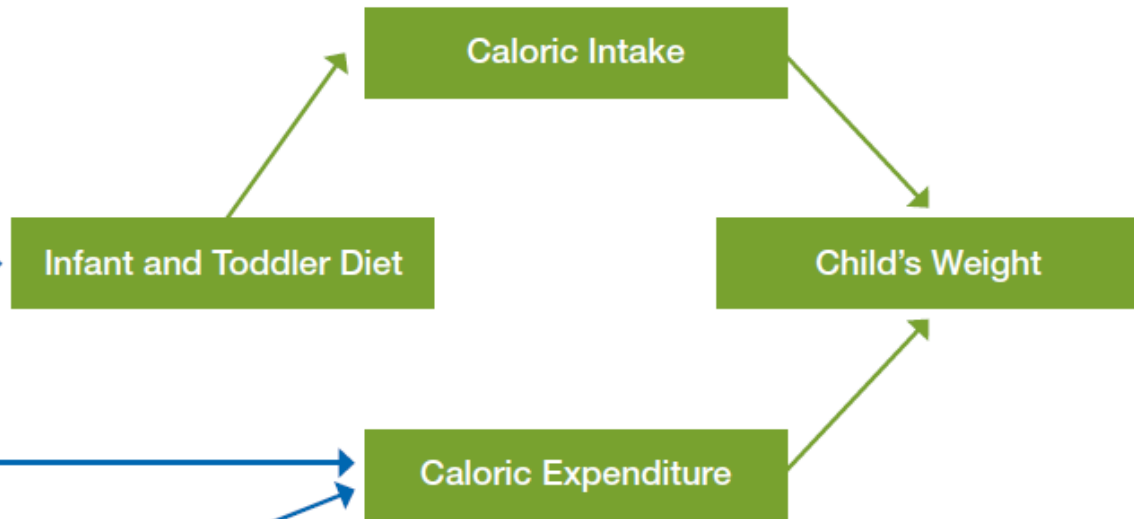 Caloric Intake
Infant and Toddler Diet
Child’s Weight
Caloric Expenditure